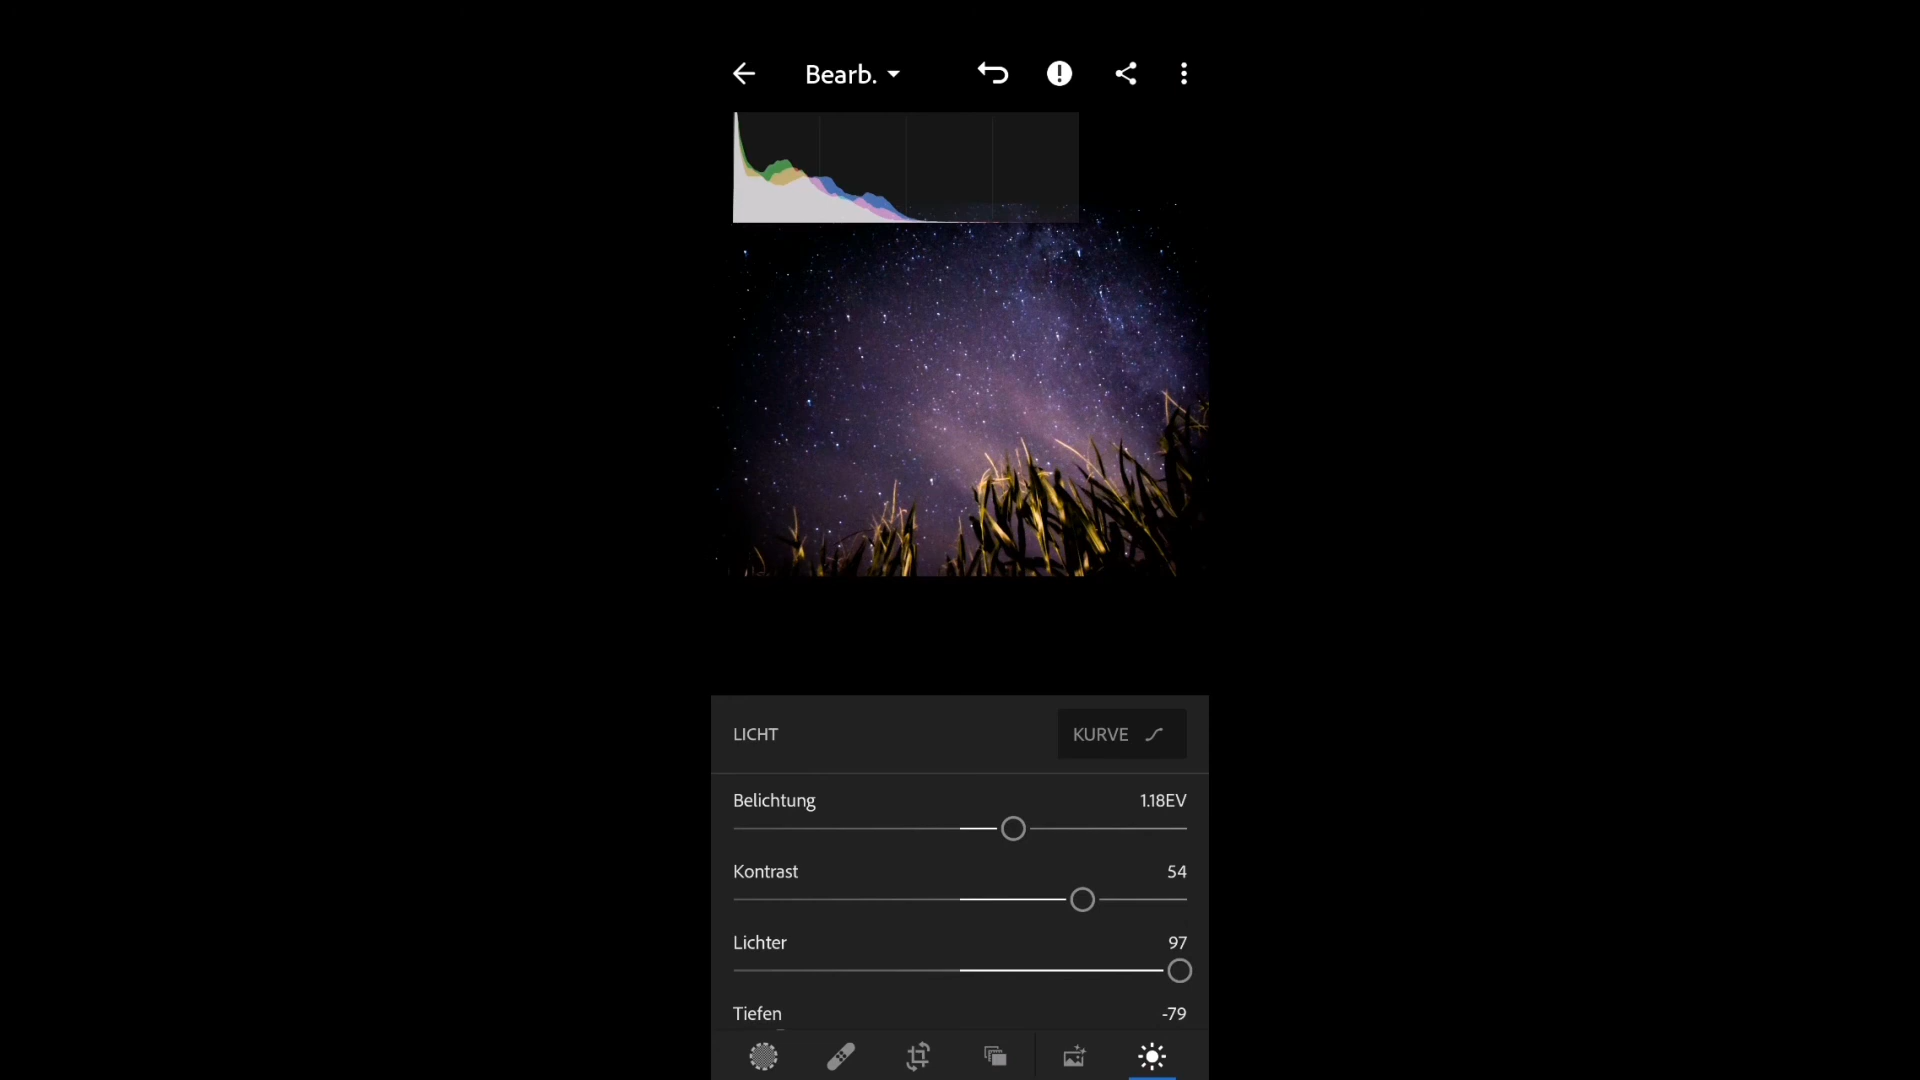 Bearb.
LICHT
KURVE
Belichtung 1.18EV
Kontrast 54
Lichter 97
Tiefen -79